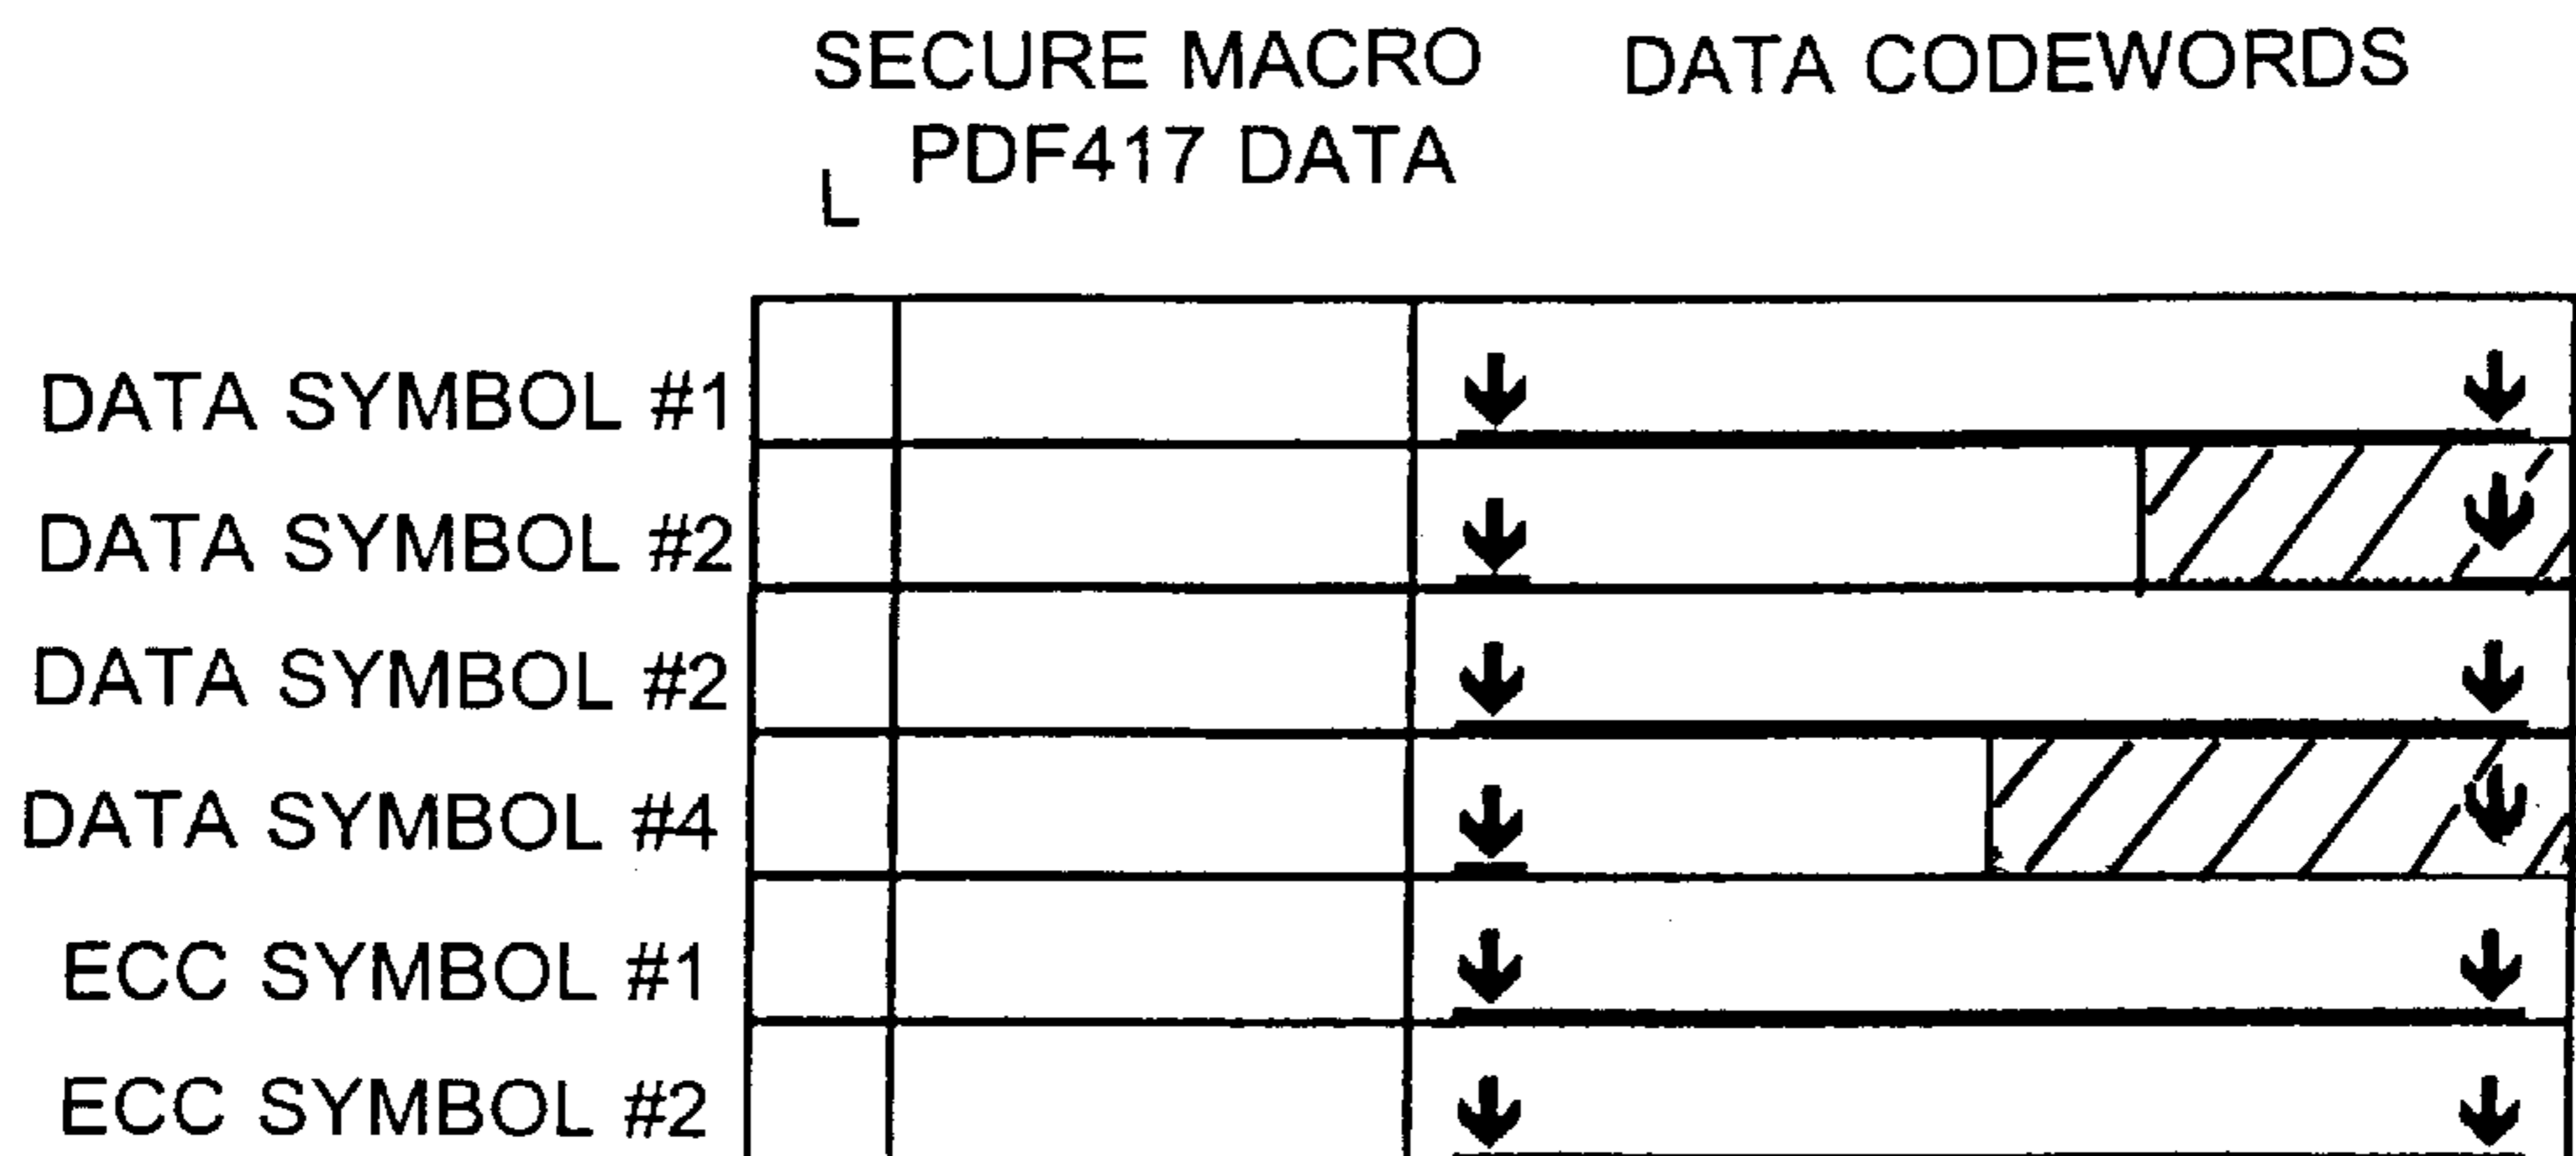 SECURE MACRO DATA CODEWORDS
PDF417 DATA
L
DATA SYMBOL #1
DATA SYMBOL #2
DATA SYMBOL #2
DATA SYMBOL #4
ECC SYMBOL #1
ECC SYMBOL #2